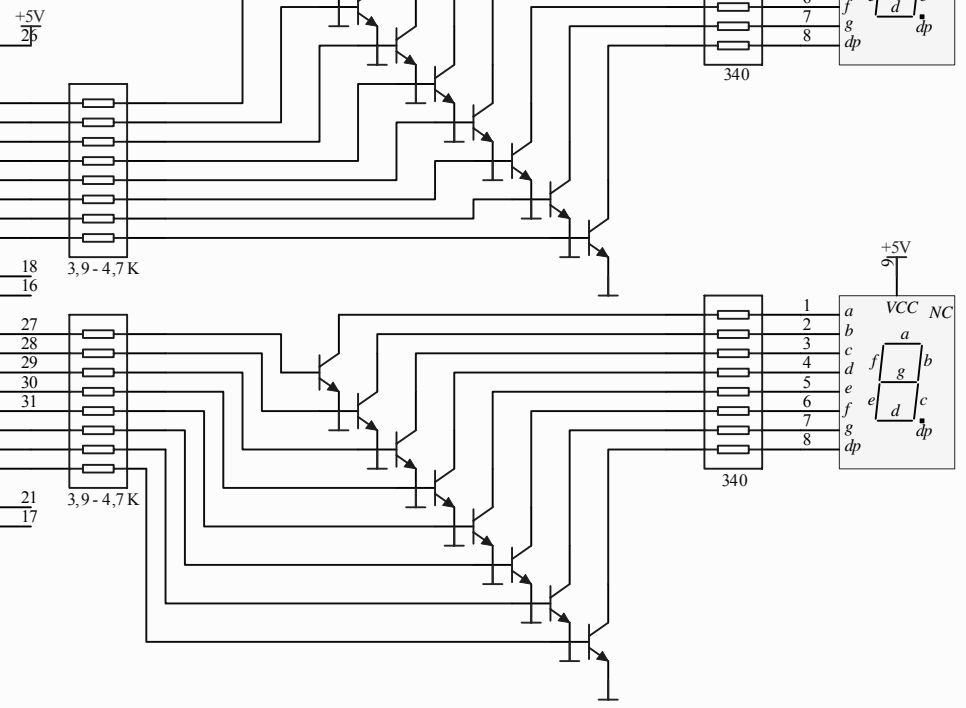 f
7 g
8 dp
d
dp
340
+5V
26
3,9 - 4,7 K
18
16
+5V
9
VCC NC
27
28
29
30
31
1 a
2 b
3 c
4 d
5 e
6 f
7 g
8 dp
a
f b
g
e c
d
dp
340
3,9 - 4,7 K
21
17